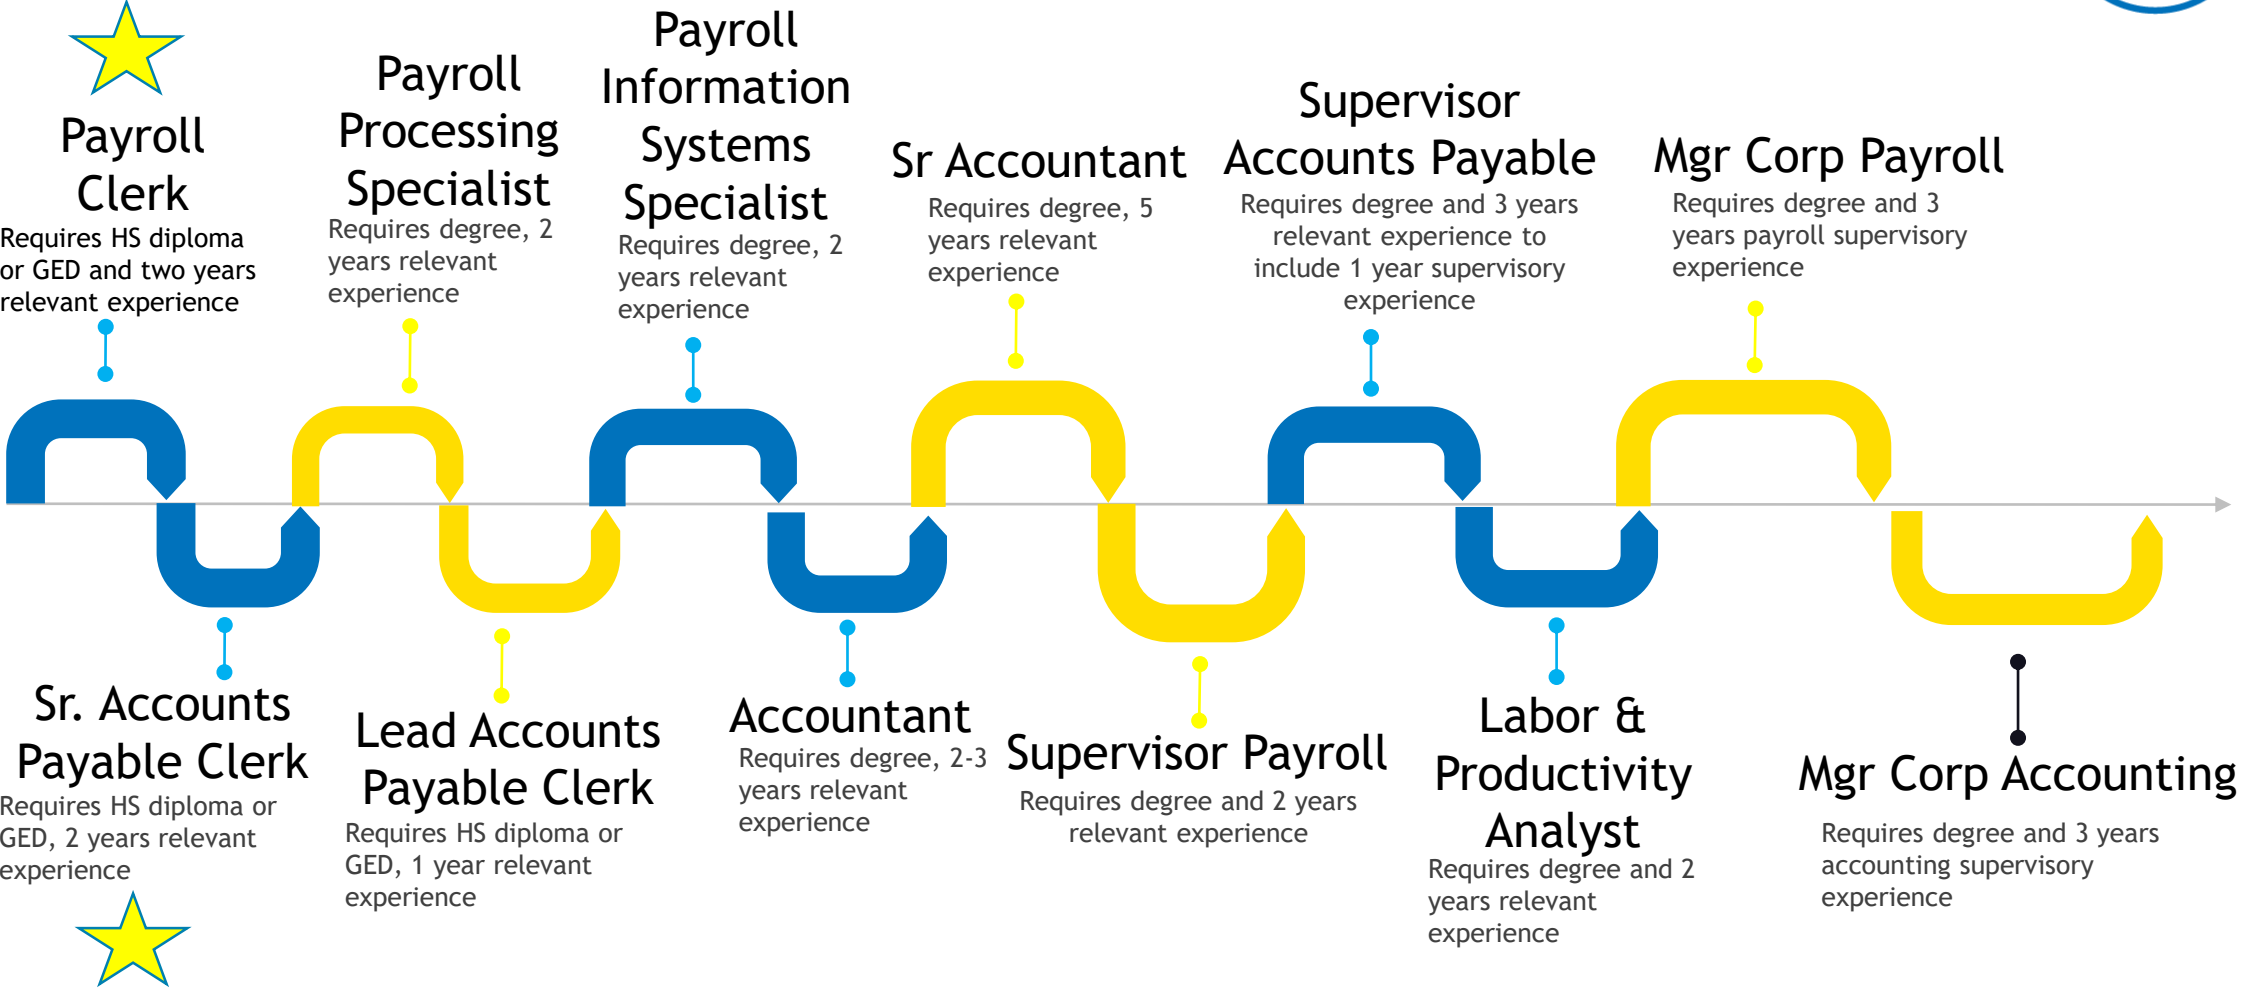 Payroll
Clerk
Requires HS diploma
or GED and two years
relevant experience
Payroll
Processing
Specialist
Requires degree, 2
years relevant
experience
Payroll
Information
Systems
Specialist
Requires degree, 2
years relevant
experience
Sr Accountant
Requires degree, 5
years relevant
experience
Supervisor
Accounts Payable
Requires degree and 3 years
relevant experience to
include 1 year supervisory
experience
Mgr Corp Payroll
Requires degree and 3
years payroll supervisory
experience
Sr. Accounts
Payable Clerk
Requires HS diploma or
GED, 2 years relevant
experience
Lead Accounts
Payable Clerk
Requires HS diploma or
GED, 1 year relevant
experience
Accountant
Requires degree, 2-3
years relevant
experience
Supervisor Payroll
Requires degree and 2 years
relevant experience
Labor &
Productivity
Analyst
Requires degree and 2
years relevant
experience
Mgr Corp Accounting
Requires degree and 3 years
accounting supervisory
experience